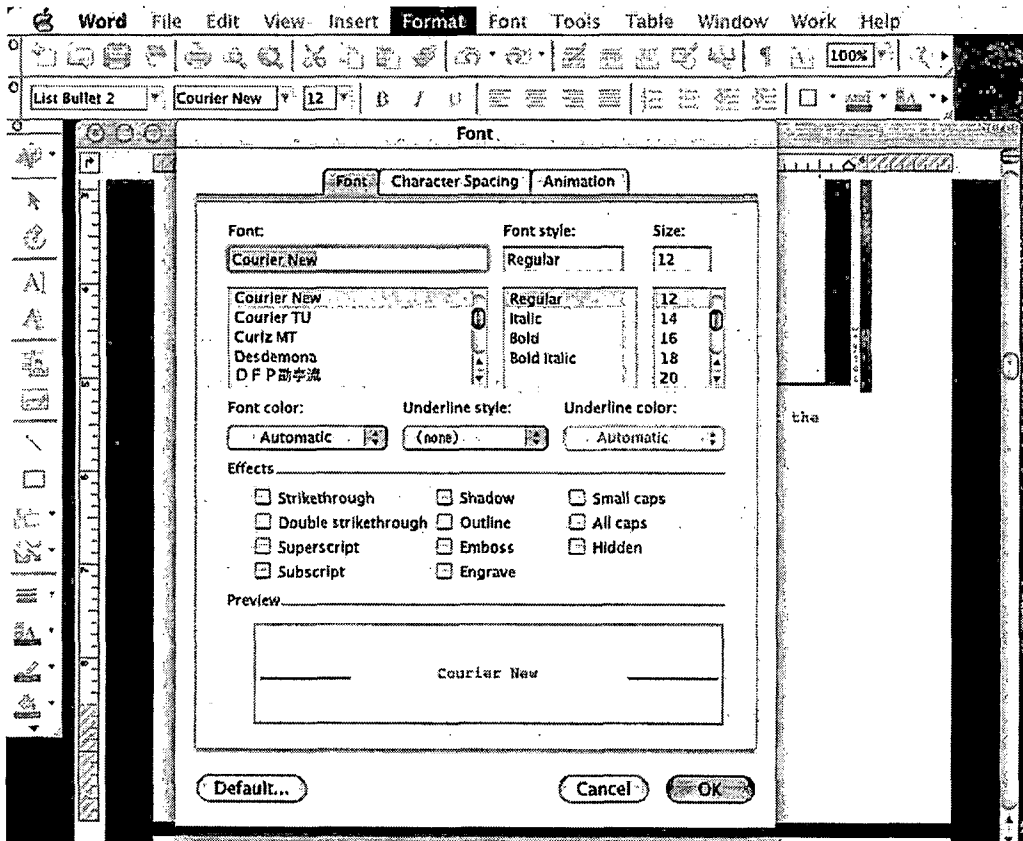 Word File Edit View Insert Format Font Tools Table Window Work Help
100%
List Bullet 2 Courier New 12 B I U
Font
Font Character Spacing Animation
Font: Font style: Size:
Courier New Regular 12
Courier New Regular 12
Courier TU Italic 14
Curlz MT Bold 16
Desdemona Bold Italic 18
20
Font color: Underline style: Underline color:
the
Automatic (none) Automatic
Effects
Strikethrough Shadow Small caps
Double strikethrough Outline All caps
Superscript Emboss Hidden
Subscript Engrave
Preview
Courier New
Default... Cancel OK